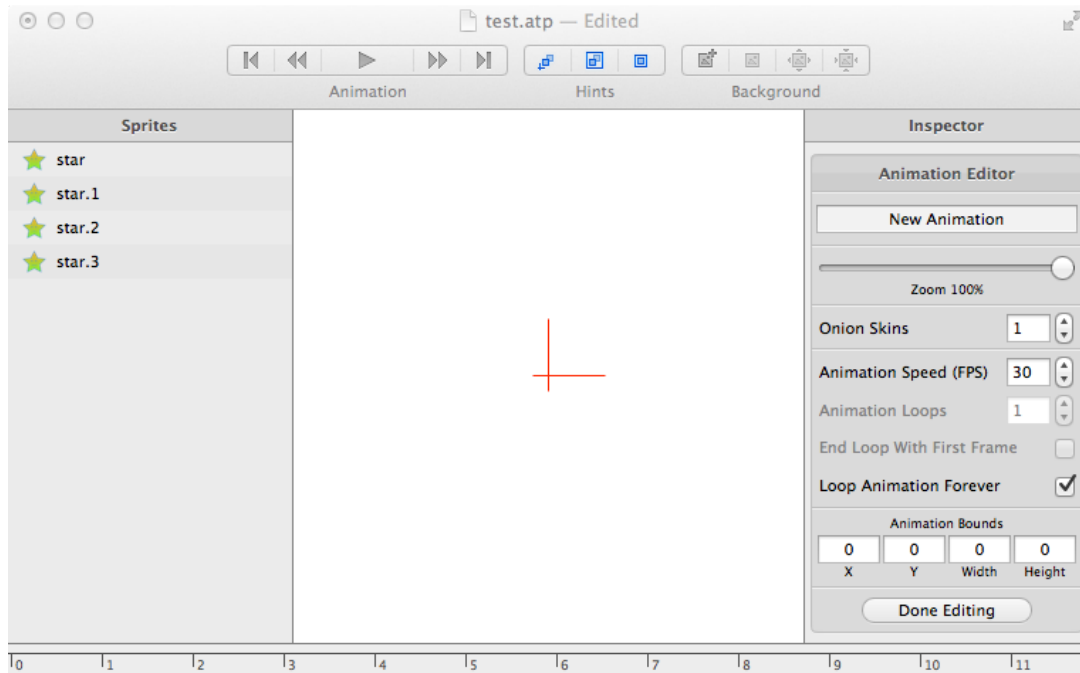 test.atp — Edited
Animation
Hints
Background
Sprites
star
star.1
star.2
star.3
Inspector
Animation Editor
New Animation
Zoom 100%
Onion Skins 1
Animation Speed (FPS) 30
Animation Loops 1
End Loop With First Frame
Loop Animation Forever
Animation Bounds
0 0 0 0
X Y Width Height
Done Editing
0 1 2 3 4 5 6 7 8 9 10 11